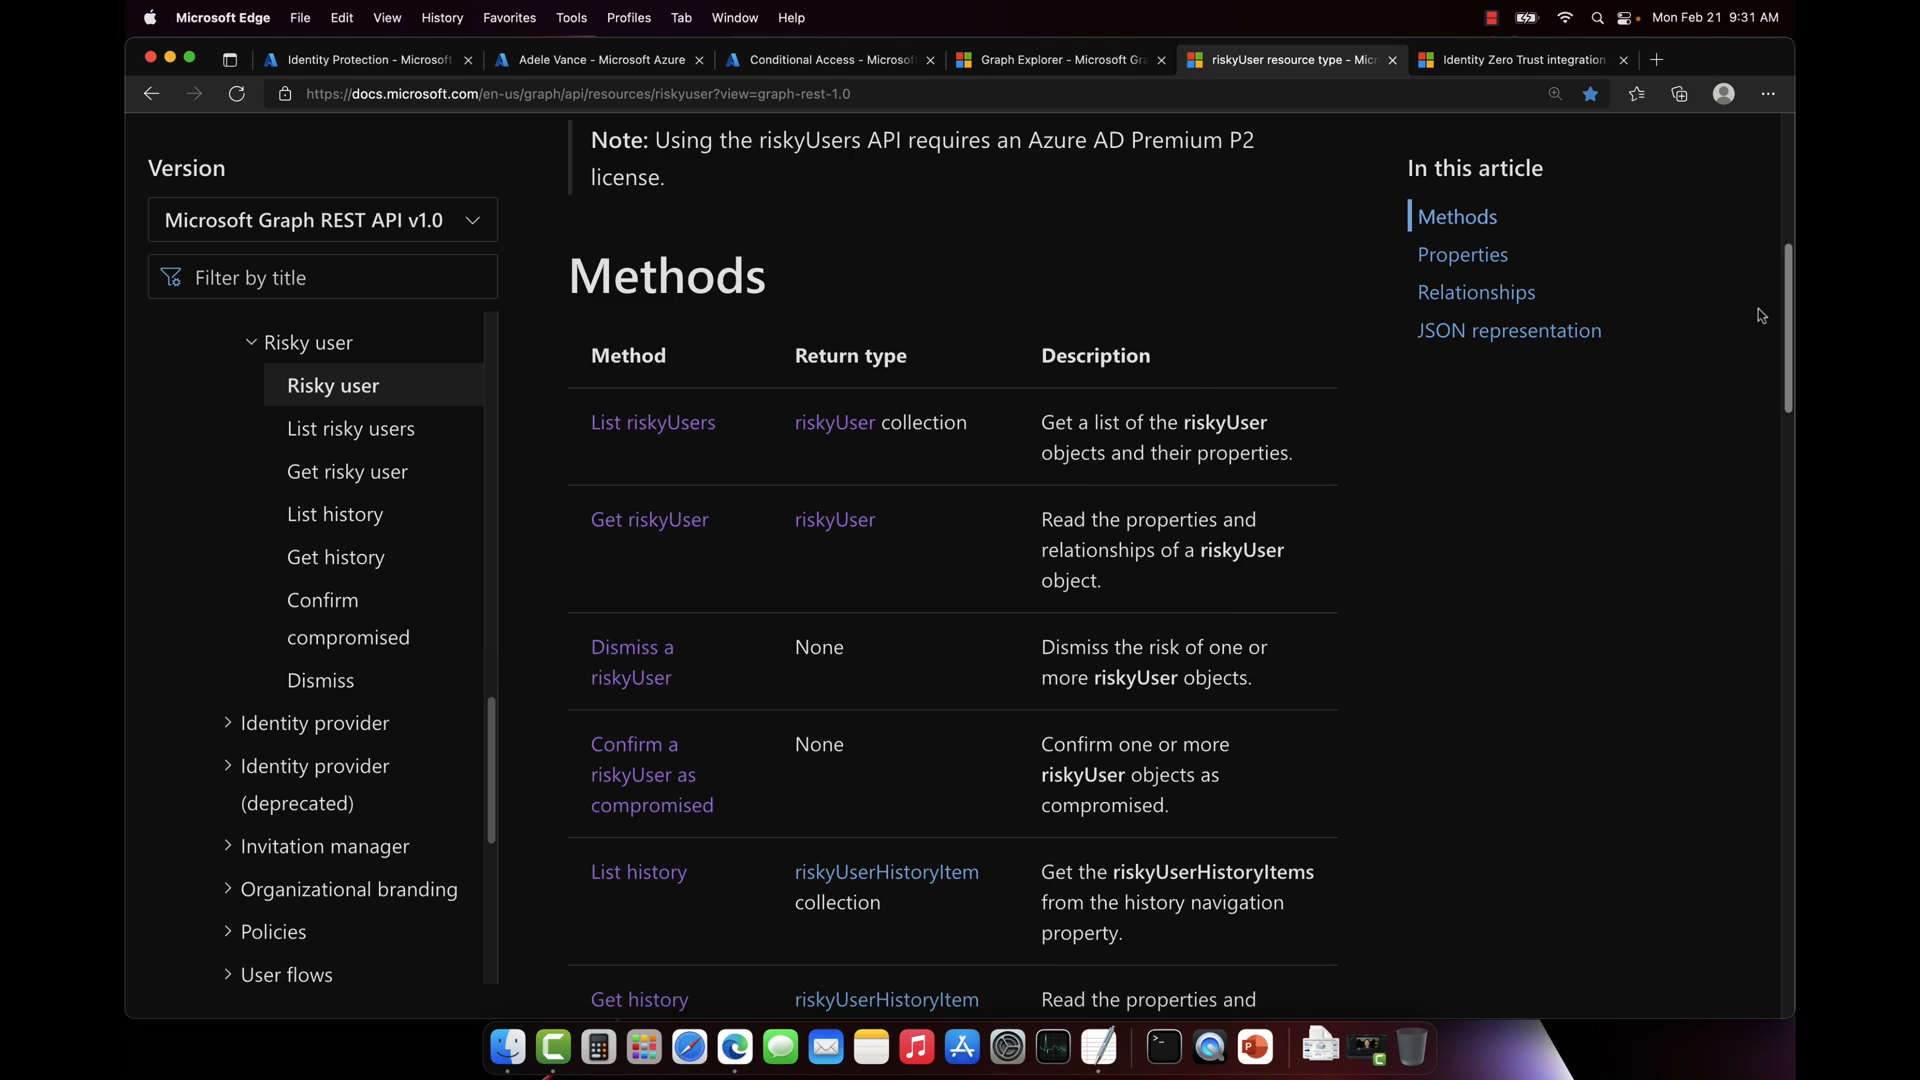 Microsoft Edge File Edit View History Favorites Tools Profiles Tab Window Help Mon Feb 21 9:31 AM
Identity Protection - Microsoft Adele Vance - Microsoft Azure Conditional Access - Microsof Graph Explorer - Microsoft Gra riskyUser resource type - Micr Identity Zero Trust integration
https://docs.microsoft.com/en-us/graph/api/resources/riskyuser?view=graph-rest-1.0
Version
Microsoft Graph REST API v1.0
Filter by title
Risky user
Risky user
List risky users
Get risky user
List history
Get history
Confirm
compromised
Dismiss
Identity provider
Identity provider
(deprecated)
Invitation manager
Organizational branding
Policies
User flows
Note: Using the riskyUsers API requires an Azure AD Premium P2
license.
Methods
Method Return type Description
List riskyUsers riskyUser collection Get a list of the riskyUser
objects and their properties.
Get riskyUser riskyUser Read the properties and
relationships of a riskyUser
object.
Dismiss a None Dismiss the risk of one or
riskyUser more riskyUser objects.
Confirm a None Confirm one or more
riskyUser as riskyUser objects as
compromised compromised.
List history riskyUserHistoryItem Get the riskyUserHistoryItems
collection from the history navigation
property.
Get history riskyUserHistoryItem Read the properties and
In this article
Methods
Properties
Relationships
JSON representation